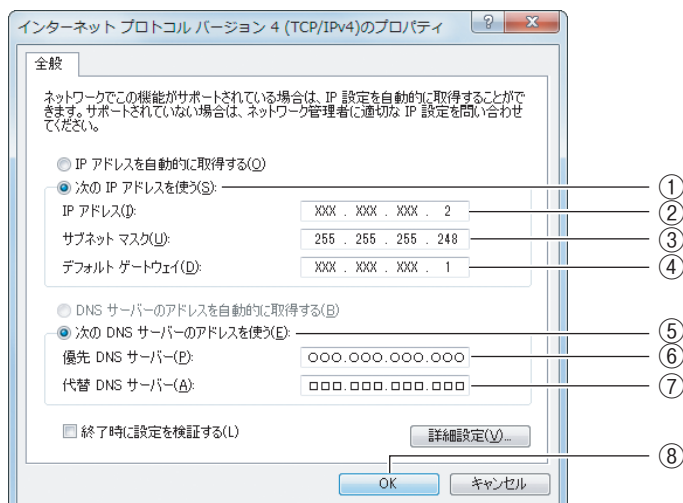 インターネット プロトコル バージョン 4 (TCP/IPv4)のプロパティ
全般
ネットワークでこの機能がサポートされている場合は、IP 設定を自動的に取得することがで
きます。サポートされていない場合は、ネットワーク管理者に適切な IP 設定を問い合わせ
てください。
IP アドレスを自動的に取得する(O)
次の IP アドレスを使う(S): ①
IP アドレス(I): XXX . XXX . XXX . 2 ②
サブネット マスク(U): 255 . 255 . 255 . 248 ③
デフォルト ゲートウェイ(D): XXX . XXX . XXX . 1 ④
DNS サーバーのアドレスを自動的に取得する(B)
次の DNS サーバーのアドレスを使う(E): ⑤
優先 DNS サーバー(P): ○○○.○○○.○○○.○○○ ⑥
代替 DNS サーバー(A): □□□.□□□.□□□.□□□ ⑦
終了時に設定を検証する(L) 詳細設定(V)...
⑧
OK キャンセル